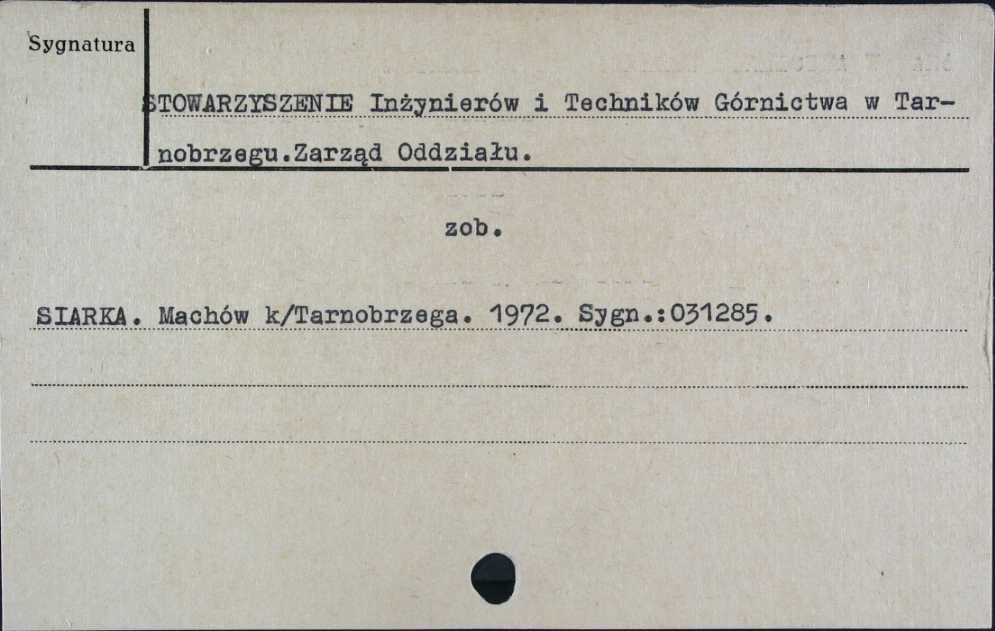 Sygnatura
STOWARZYSZENIE Inżynierów i Techników Górnictwa w Tar-
nobrzegu.Zarząd Oddziału.
zob.
SIARKA. Machów k/Tarnobrzega. 1972. Sygn.:031285.